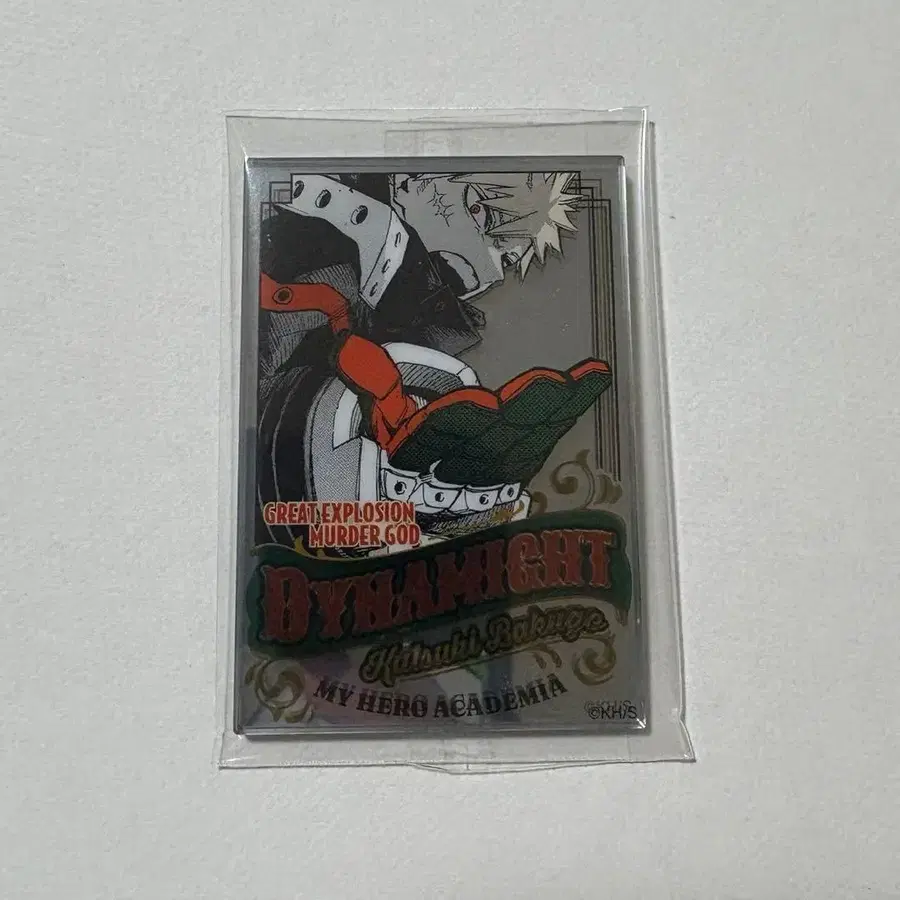 GREAT EXPLOSION
MURDER GOD
DYNAMIGHT
Katsuki Bakugo
MY HERO ACADEMIA
©KH/S